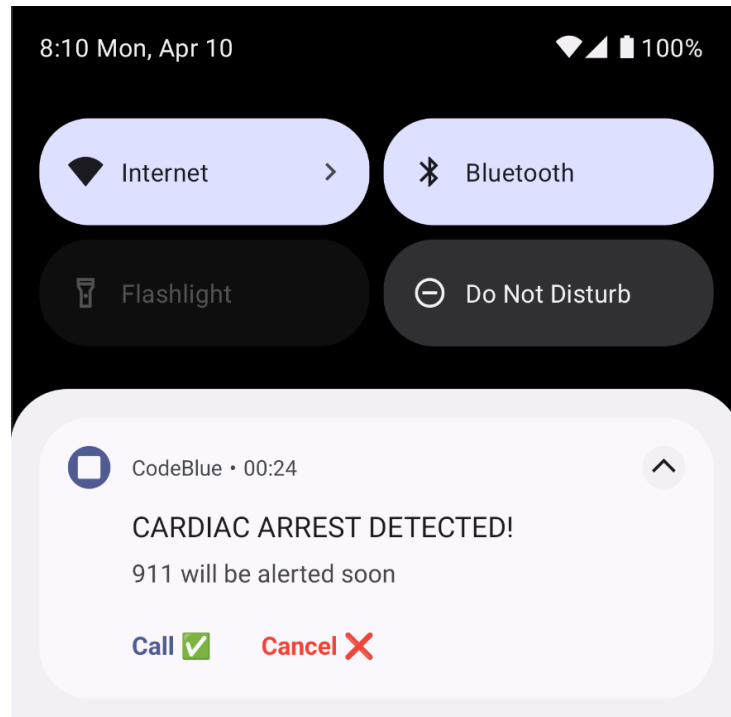 8:10 Mon, Apr 10 100%
Internet Bluetooth
Flashlight Do Not Disturb
CodeBlue • 00:24
CARDIAC ARREST DETECTED!
911 will be alerted soon
Call ✅ Cancel ❌